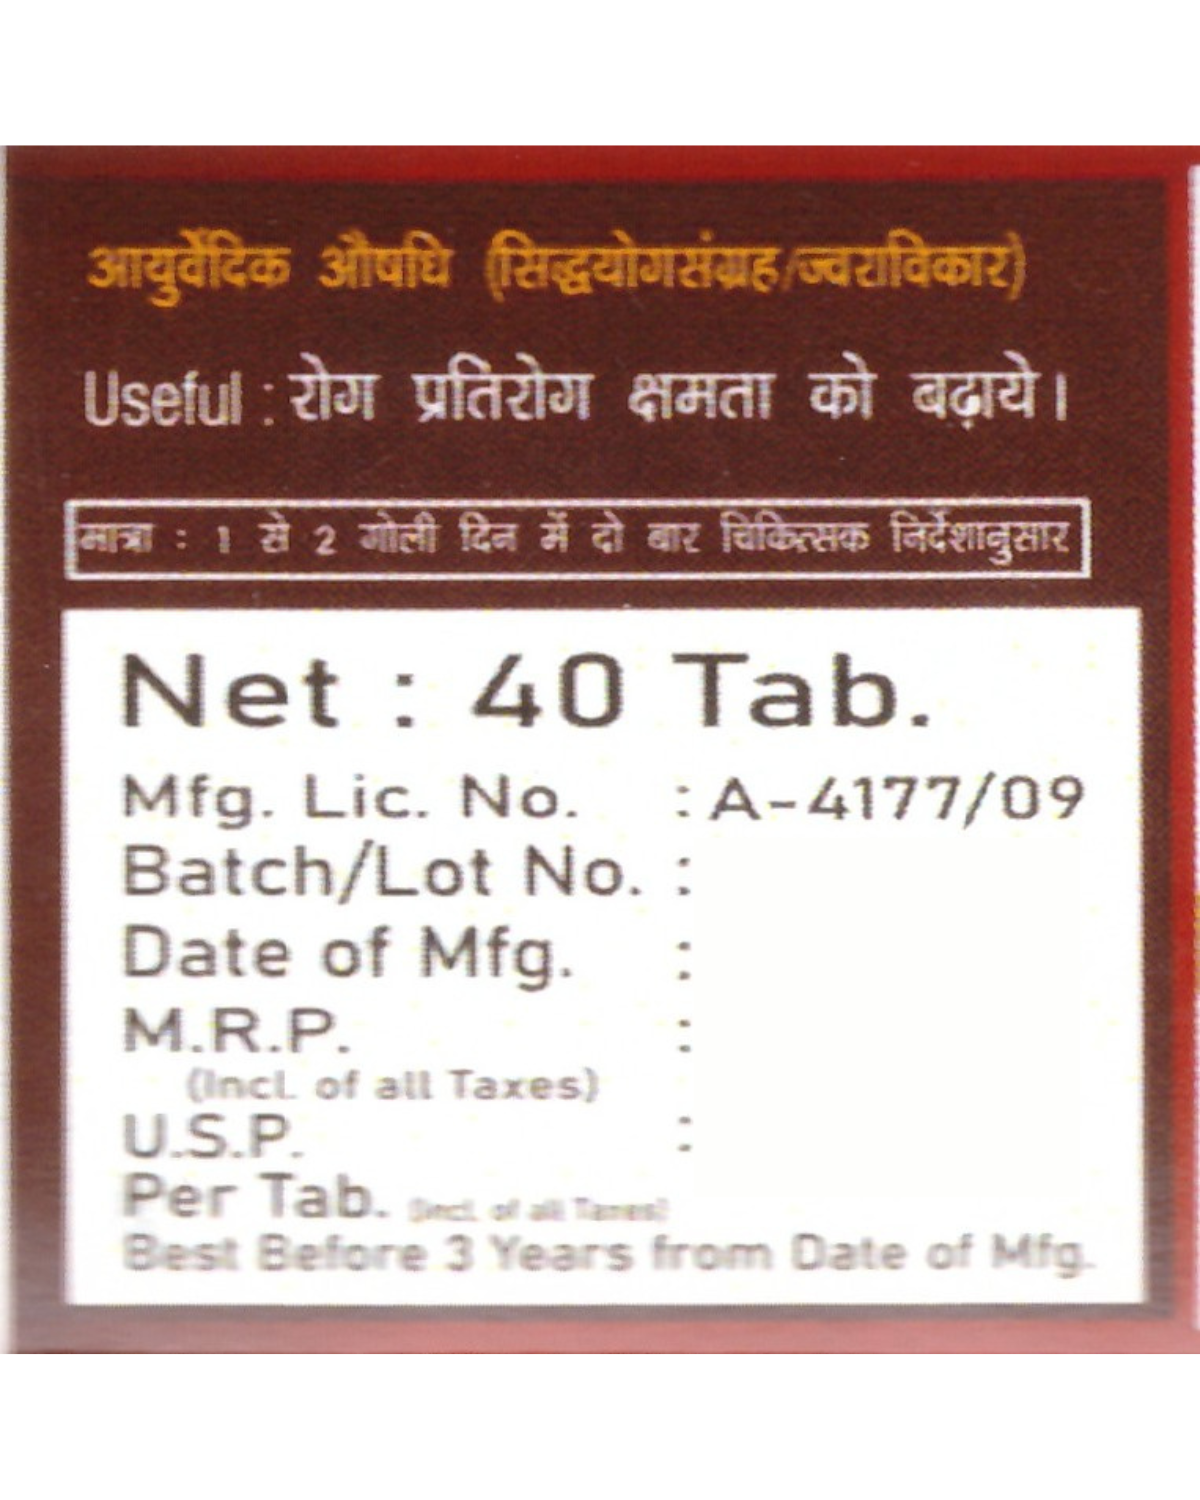 आयुर्वेदिक औषधि (सिद्धयोगसंग्रह/ज्वराविकार)
Useful : रोग प्रतिरोग क्षमता को बढ़ाये।
मात्रा : 1 से 2 गोली दिन में दो बार चिकित्सक निर्देशानुसार
Net : 40 Tab.
Mfg. Lic. No. : A-4177/09
Batch/Lot No. :
Date of Mfg. :
M.R.P. :
(Incl. of all Taxes)
U.S.P. :
Per Tab. (Incl. of all Taxes)
Best Before 3 Years from Date of Mfg.